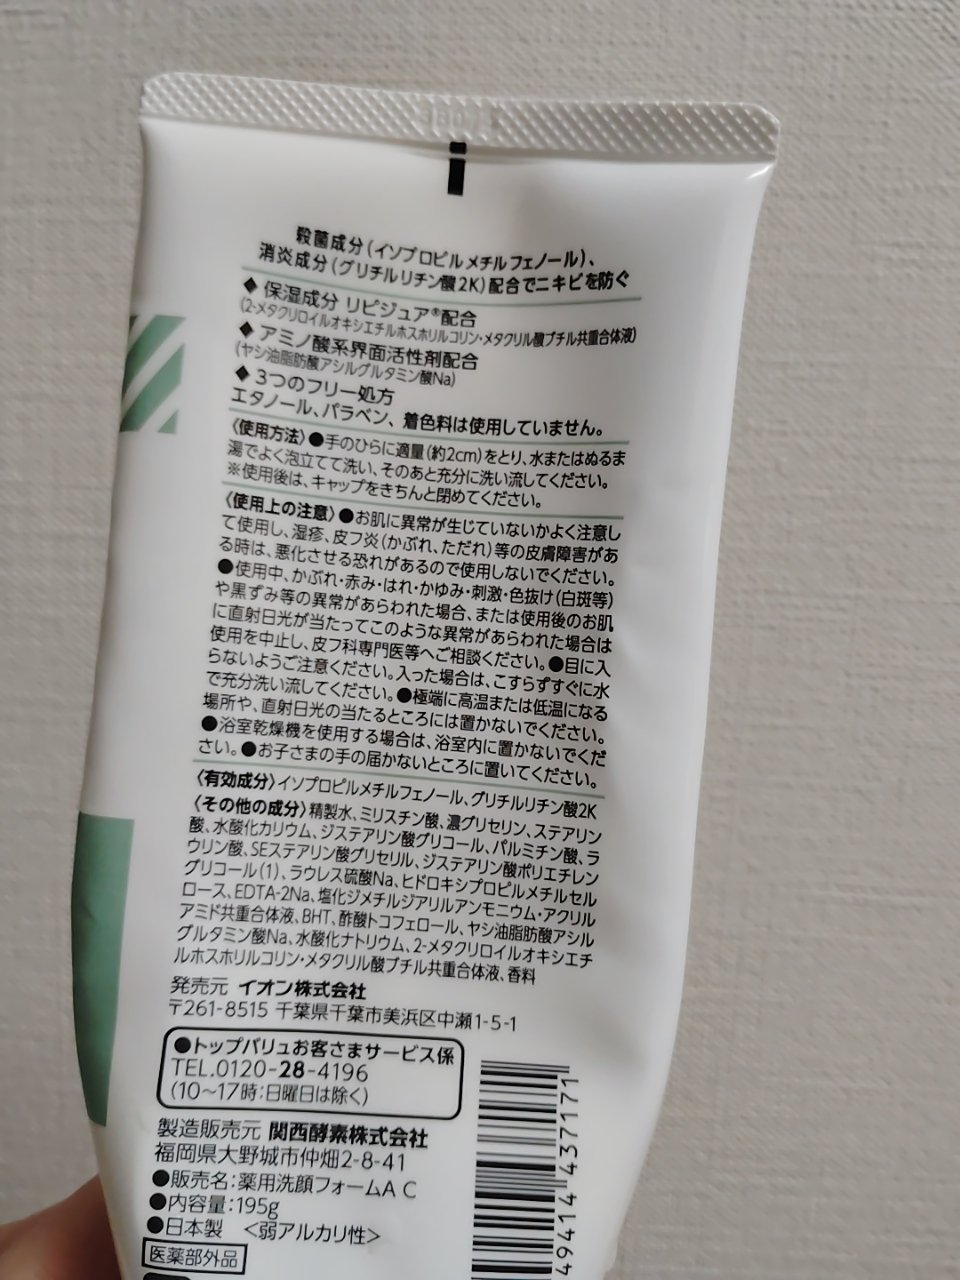 殺菌成分(イソプロピルメチルフェノール)、
消炎成分(グリチルリチン酸2K)配合でニキビを防ぐ
◆ 保湿成分 リピジュア®配合
(2-メタクリロイルオキシエチルホスホリルコリン・メタクリル酸ブチル共重合体液)
◆ アミノ酸系界面活性剤配合
(ヤシ油脂肪酸アシルグルタミン酸Na)
◆ 3つのフリー処方
エタノール、パラベン、着色料は使用していません。
〈使用方法〉●手のひらに適量(約2cm)をとり、水またはぬるま
湯でよく泡立てて洗い、そのあと充分に洗い流してください。
※使用後は、キャップをきちんと閉めてください。
〈使用上の注意〉●お肌に異常が生じていないかよく注意し
て使用し、湿疹、皮フ炎(かぶれ、ただれ)等の皮膚障害があ
る時は、悪化させる恐れがあるので使用しないでください。
●使用中、かぶれ・赤み・はれ・かゆみ・刺激・色抜け(白斑等)
や黒ずみ等の異常があらわれた場合、または使用後のお肌
に直射日光が当たってこのような異常があらわれた場合は
使用を中止し、皮フ科専門医等へご相談ください。●目に入
らないようご注意ください。入った場合は、こすらずすぐに水
で充分洗い流してください。●極端に高温または低温になる
場所や、直射日光の当たるところには置かないでください。
●浴室乾燥機を使用する場合は、浴室内に置かないでくだ
さい。●お子さまの手の届かないところに置いてください。
〈有効成分〉イソプロピルメチルフェノール、グリチルリチン酸2K
〈その他の成分〉精製水、ミリスチン酸、濃グリセリン、ステアリン
酸、水酸化カリウム、ジステアリン酸グリコール、パルミチン酸、ラ
ウリン酸、SEステアリン酸グリセリル、ジステアリン酸ポリエチレン
グリコール(1)、ラウレス硫酸Na、ヒドロキシプロピルメチルセル
ロース、EDTA-2Na、塩化ジメチルジアリルアンモニウム・アクリル
アミド共重合体液、BHT、酢酸トコフェロール、ヤシ油脂肪酸アシル
グルタミン酸Na、水酸化ナトリウム、2-メタクリロイルオキシエチ
ルホスホリルコリン・メタクリル酸ブチル共重合体液、香料
発売元 イオン株式会社
〒261-8515 千葉県千葉市美浜区中瀬1-5-1
●トップバリュお客さまサービス係
TEL.0120-28-4196
(10～17時:日曜日は除く)
製造販売元 関西酵素株式会社
福岡県大野城市仲畑2-8-41
●販売名:薬用洗顔フォームA C
●内容量:195g
●日本製 <弱アルカリ性>
医薬部外品
49414 437171